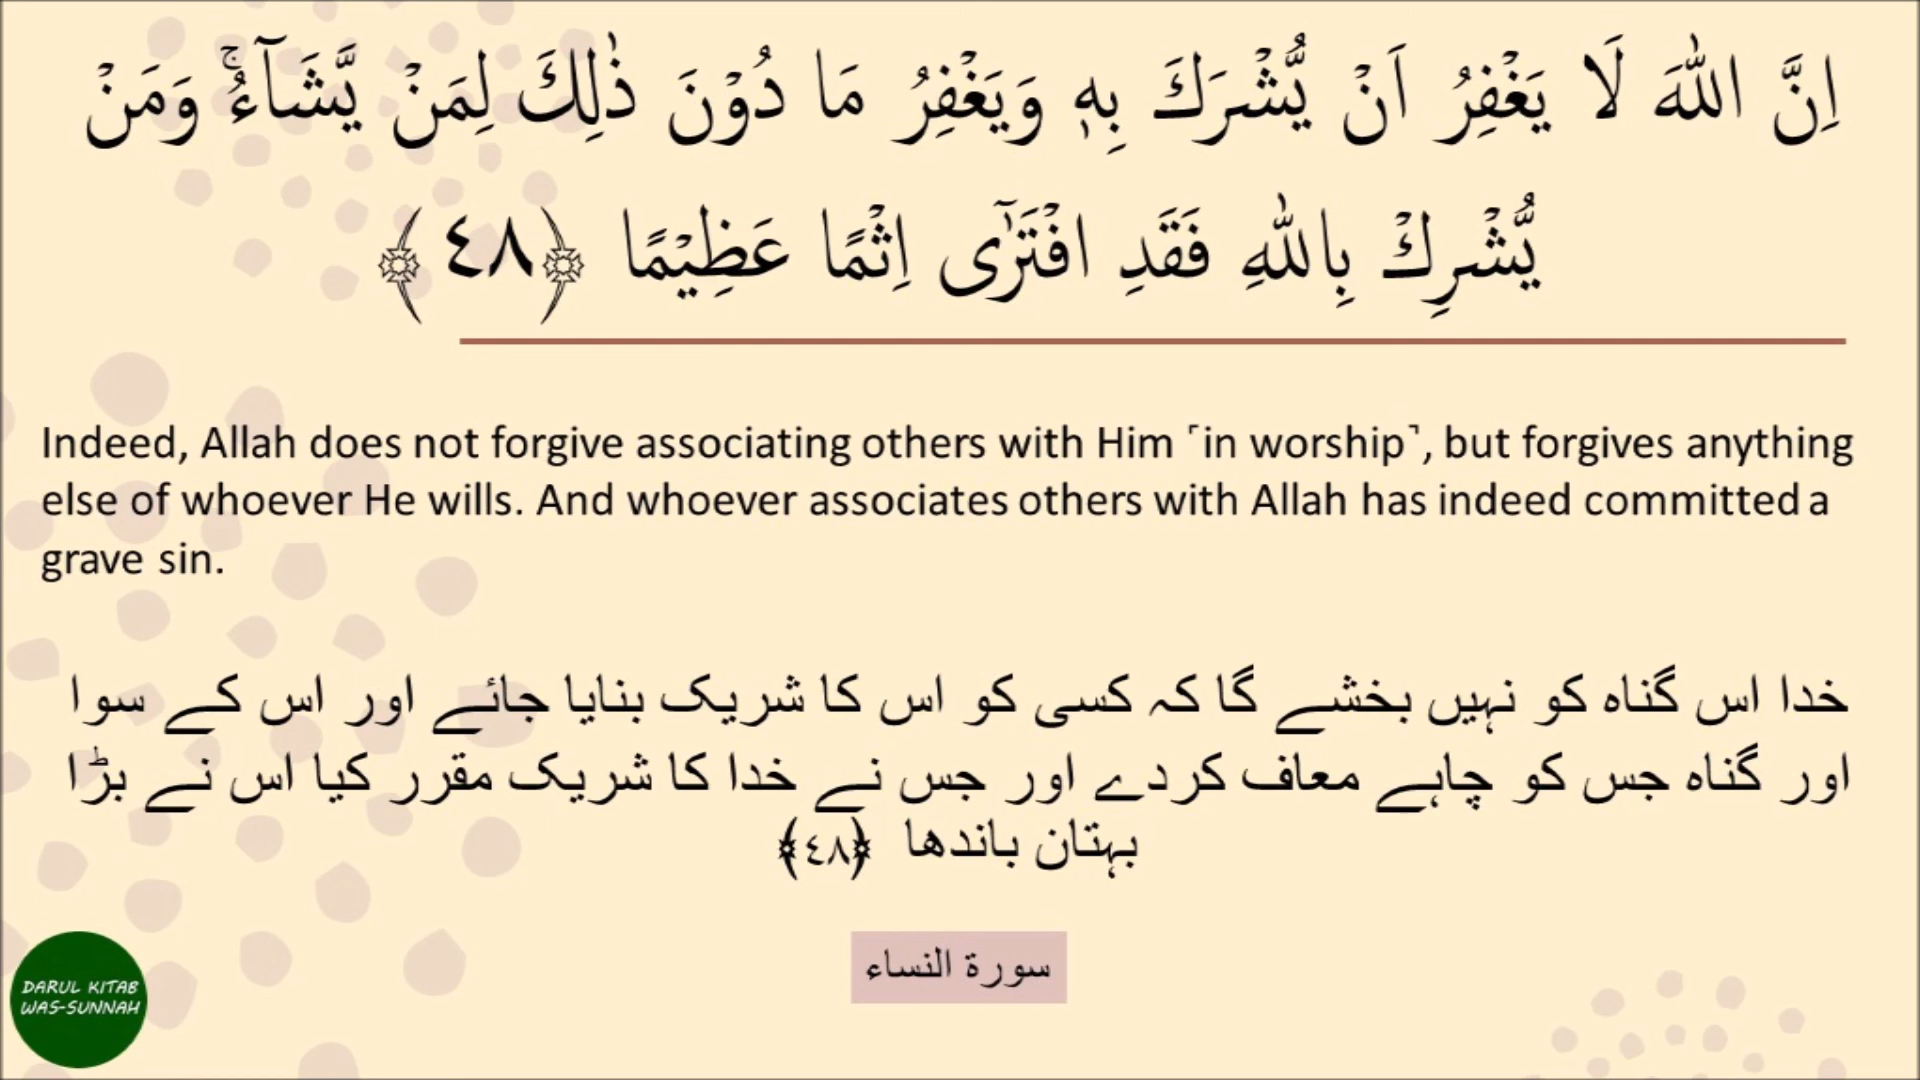 اِنَّ اللّٰهَ لَا يَغۡفِرُ اَنۡ يُّشۡرَكَ بِهٖ وَيَغۡفِرُ مَا دُوۡنَ ذٰلِكَ لِمَنۡ يَّشَآءُ‌ ۚ وَمَنۡ
يُّشۡرِكۡ بِاللّٰهِ فَقَدِ افۡتَـرٰۤى اِثۡمًا عَظِيۡمًا ﴿٤٨﴾
Indeed, Allah does not forgive associating others with Him ˹in worship˺, but forgives anything
else of whoever He wills. And whoever associates others with Allah has indeed committed a
grave sin.
خدا اس گناہ کو نہیں بخشے گا کہ کسی کو اس کا شریک بنایا جائے اور اس کے سوا
اور گناہ جس کو چاہے معاف کردے اور جس نے خدا کا شریک مقرر کیا اس نے بڑا
بہتان باندھا ﴿٤٨﴾
سورة النساء
DARUL KITAB
WAS-SUNNAH